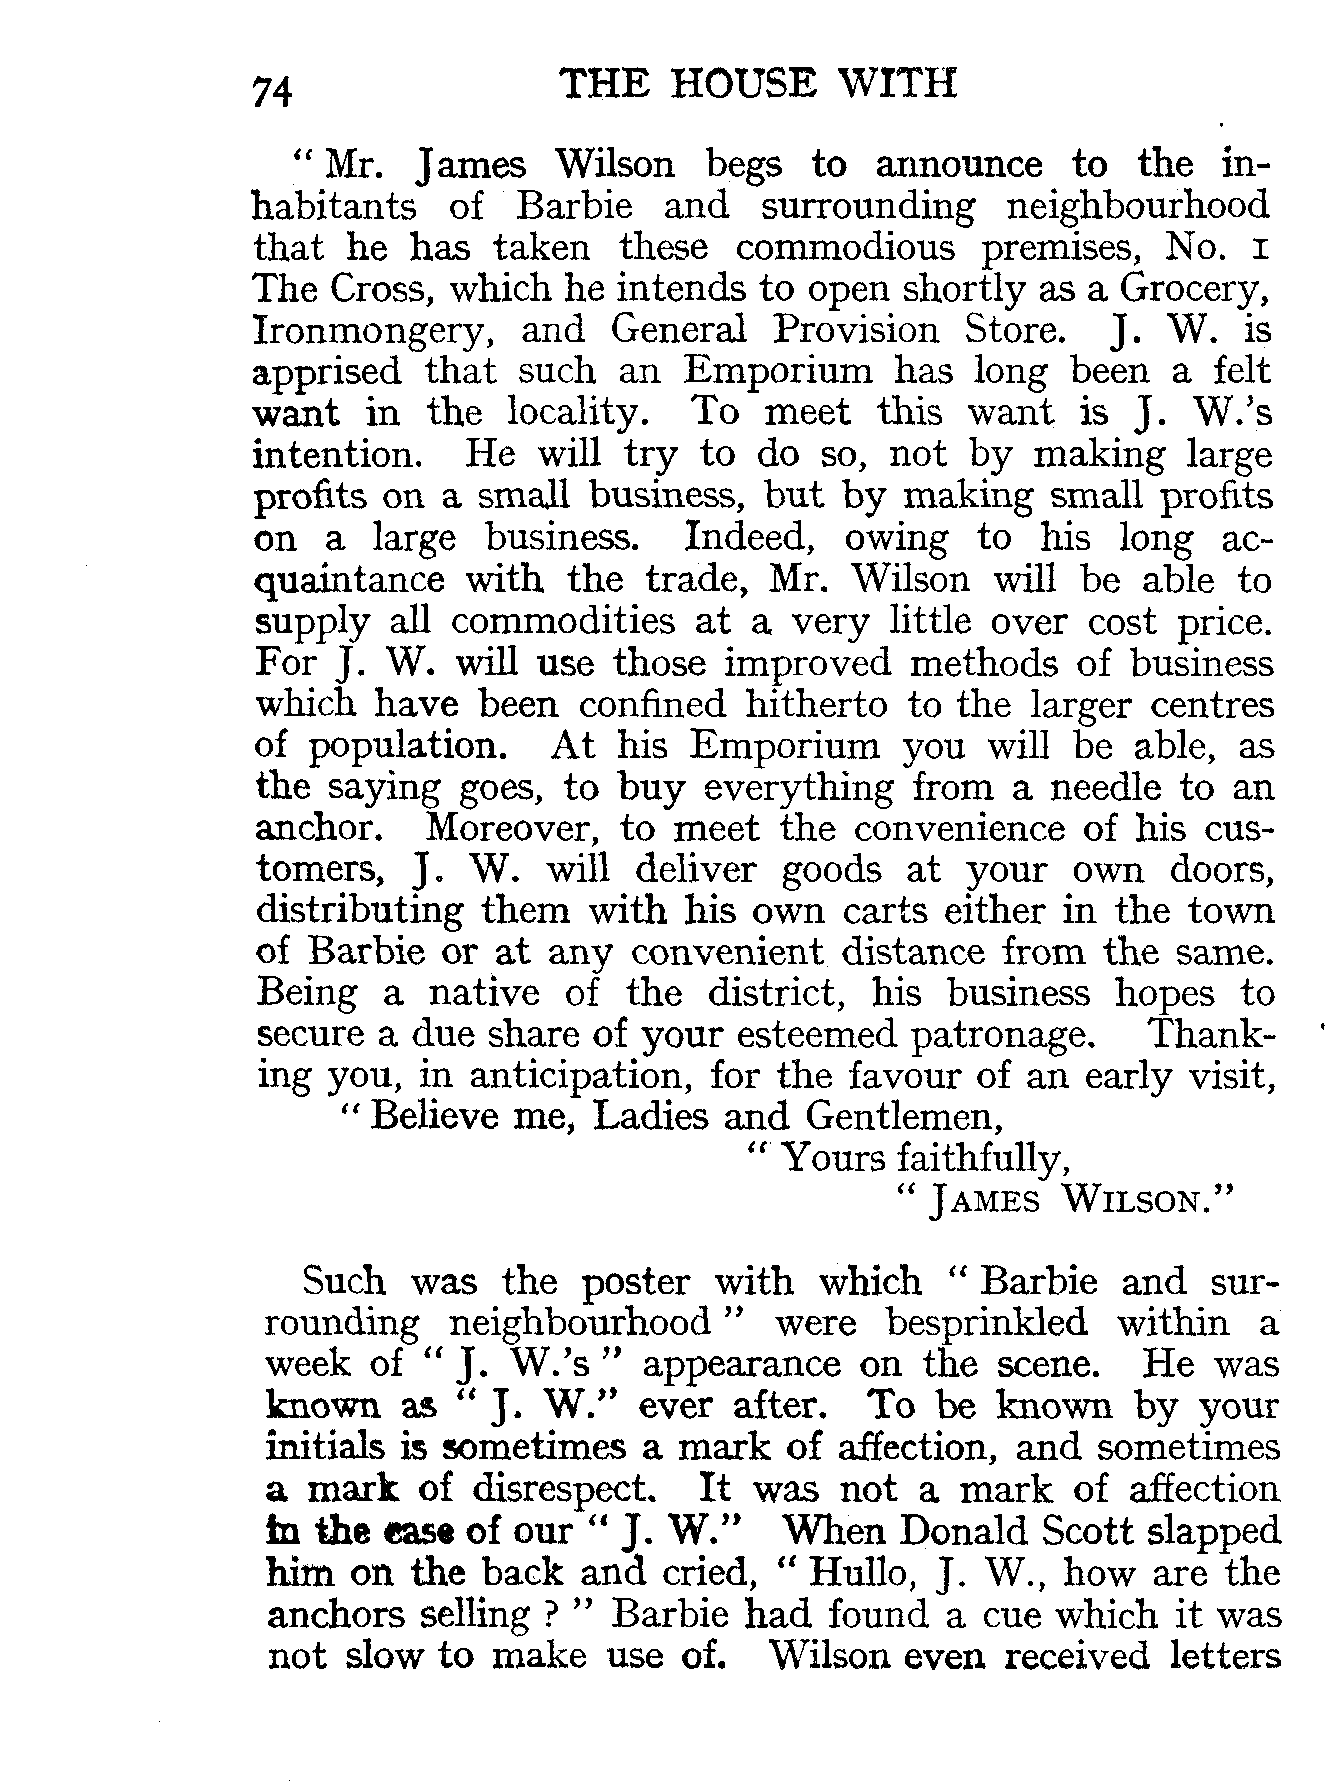 74 THE HOUSE WITH
“ Mr. James Wilson begs to announce to the in-
habitants of Barbie and surrounding neighbourhood
that he has taken these commodious premises, No. 1
The Cross, which he intends to open shortly as a Grocery,
Ironmongery, and General Provision Store. J. W. is
apprised that such an Emporium has long been a felt
want in the locality. To meet this want is J. W.’s
intention. He will try to do so, not by making large
profits on a small business, but by making small profits
on a large business. Indeed, owing to his long ac-
quaintance with the trade, Mr. Wilson will be able to
supply all commodities at a very little over cost price.
For J. W. will use those improved methods of business
which have been confined hitherto to the larger centres
of population. At his Emporium you will be able, as
the saying goes, to buy everything from a needle to an
anchor. Moreover, to meet the convenience of his cus-
tomers, J. W. will deliver goods at your own doors,
distributing them with his own carts either in the town
of Barbie or at any convenient distance from the same.
Being a native of the district, his business hopes to
secure a due share of your esteemed patronage. Thank-
ing you, in anticipation, for the favour of an early visit,
“ Believe me, Ladies and Gentlemen,
“ Yours faithfully,
“ JAMES WILSON.”
Such was the poster with which “ Barbie and sur-
rounding neighbourhood ” were besprinkled within a
week of “ J. W.’s ” appearance on the scene. He was
known as “ J. W.” ever after. To be known by your
initials is sometimes a mark of affection, and sometimes
a mark of disrespect. It was not a mark of affection
in the case of our “ J. W.” When Donald Scott slapped
him on the back and cried, “ Hullo, J. W., how are the
anchors selling ? ” Barbie had found a cue which it was
not slow to make use of. Wilson even received letters